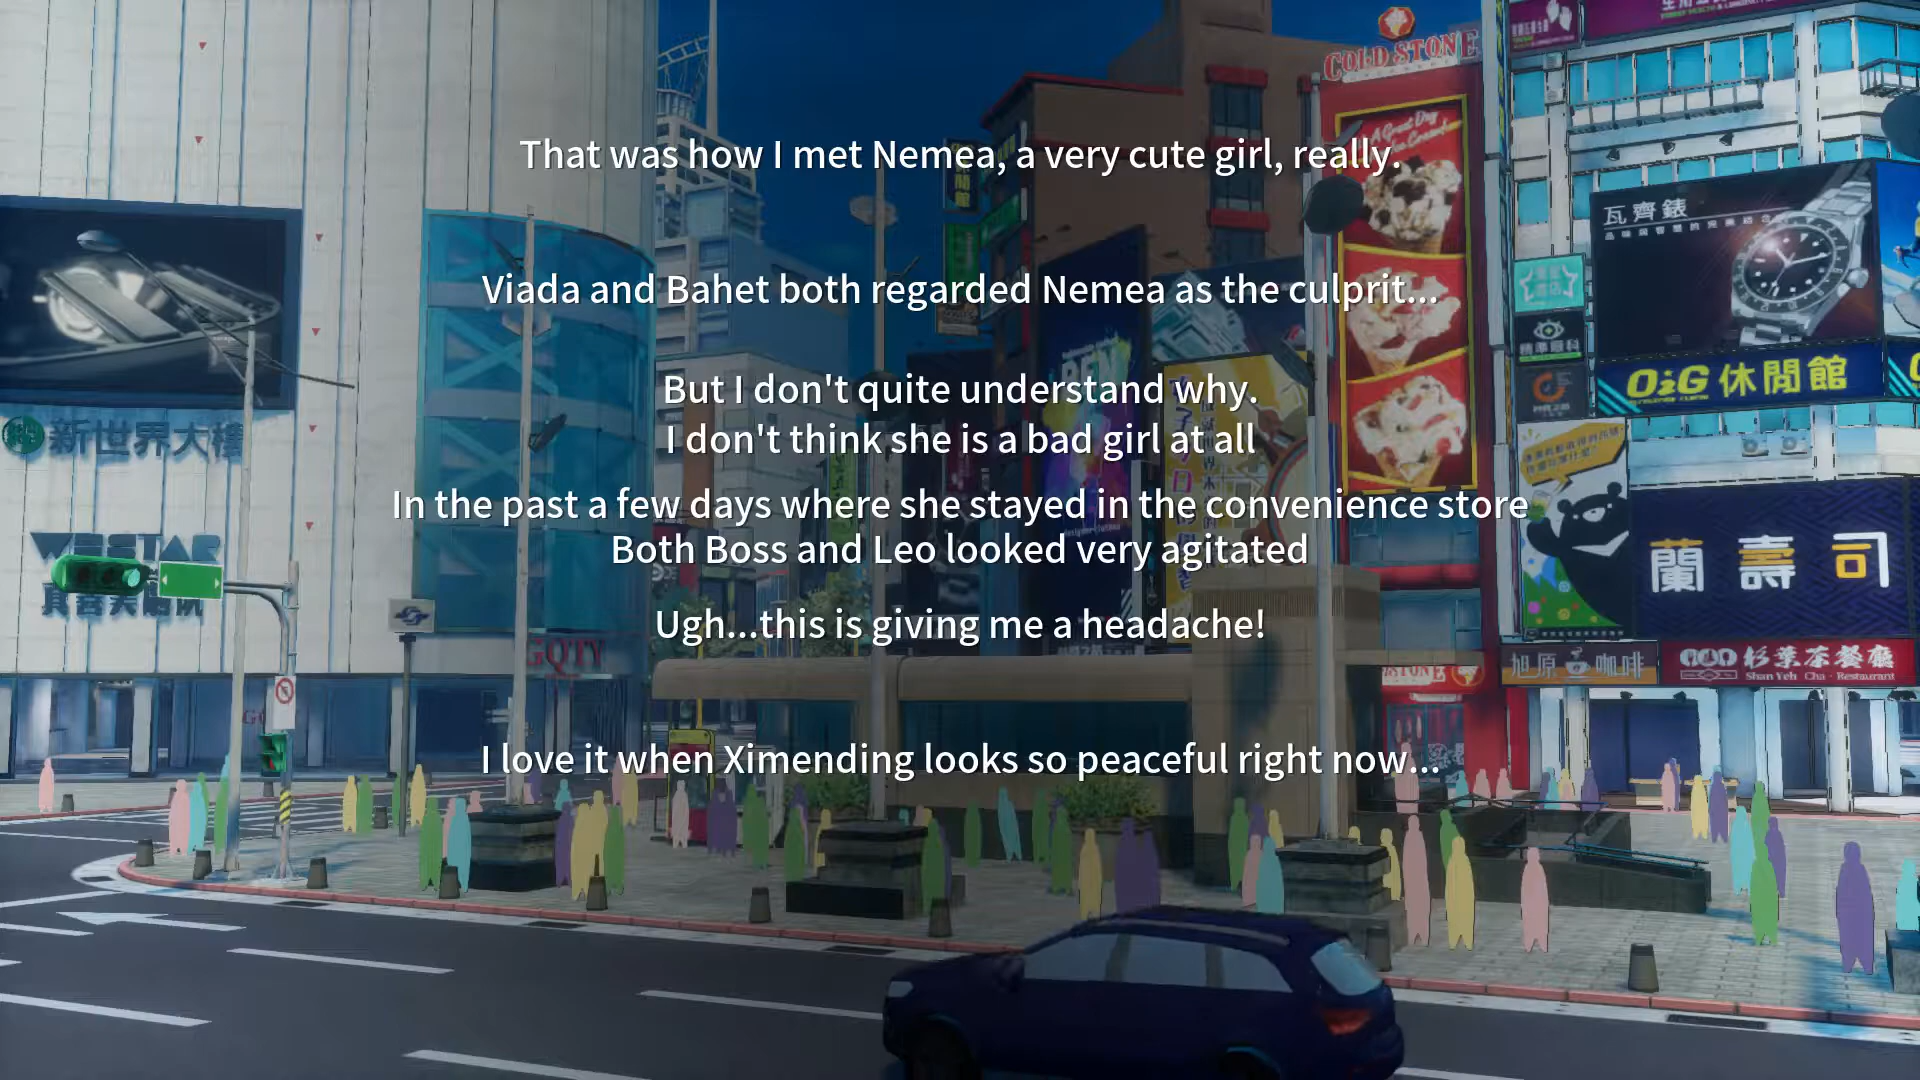 That was how I met Nemea, a very cute girl, really.
Viada and Bahet both regarded Nemea as the culprit...
But I don't quite understand why.
I don't think she is a bad girl at all
In the past a few days where she stayed in the convenience store
Both Boss and Leo looked very agitated
Ugh...this is giving me a headache!
I love it when Ximending looks so peaceful right now...
COLD STONE
A Great Day
瓦齊錶
O2G 休閒館
新世界大樓
WESTAR
GQTY
蘭壽司
STONE
旭原 咖啡
杉葉茶餐廳
Shan Yeh Cha · Restaurant